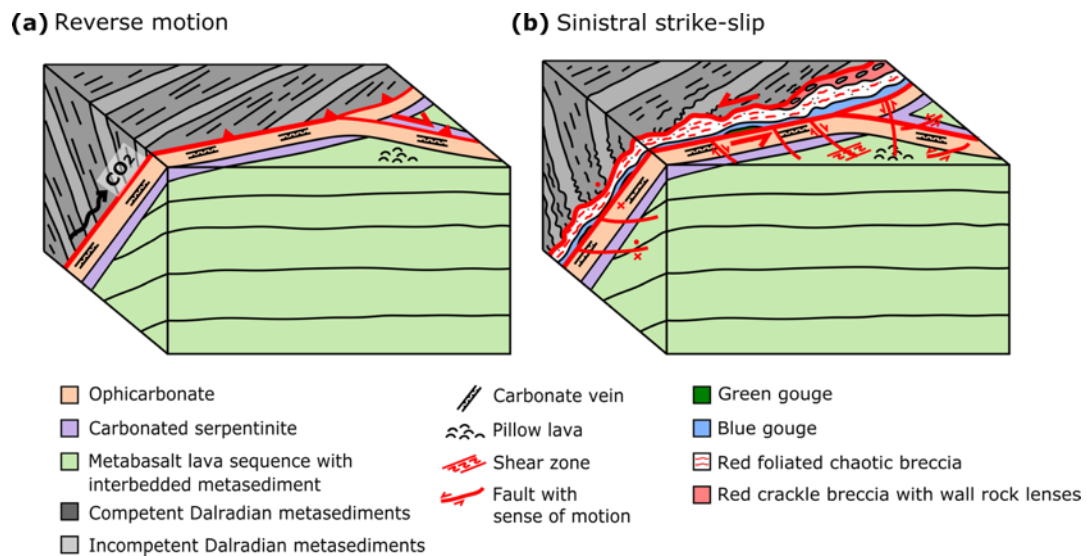 (a) Reverse motion
(b) Sinistral strike-slip
CO2
Ophicarbonate
Carbonated serpentinite
Metabasalt lava sequence with
interbedded metasediment
Competent Dalradian metasediments
Incompetent Dalradian metasediments
Carbonate vein
Pillow lava
Shear zone
Fault with
sense of motion
Green gouge
Blue gouge
Red foliated chaotic breccia
Red crackle breccia with wall rock lenses